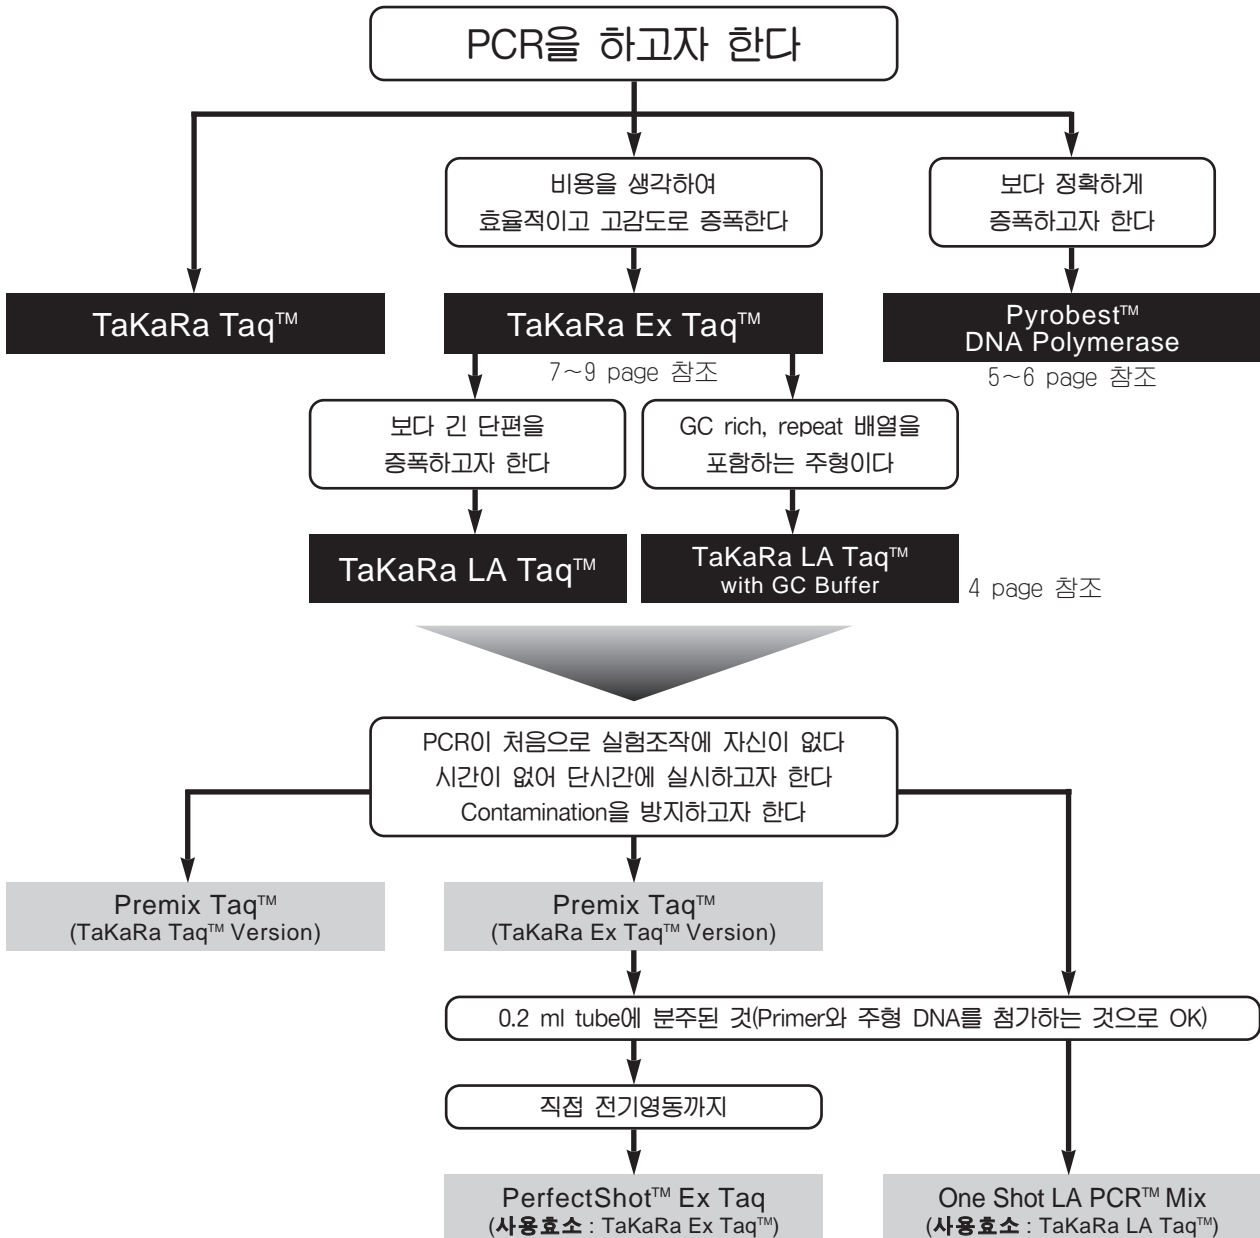 PCR을 하고자 한다
비용을 생각하여
효율적이고 고감도로 증폭한다
보다 정확하게
증폭하고자 한다
TaKaRa Taq™
TaKaRa Ex Taq™
Pyrobest™
DNA Polymerase
7~9 page 참조
5~6 page 참조
보다 긴 단편을
증폭하고자 한다
GC rich, repeat 배열을
포함하는 주형이다
TaKaRa LA Taq™
TaKaRa LA Taq™
with GC Buffer
4 page 참조
PCR이 처음으로 실험조작에 자신이 없다
시간이 없어 단시간에 실시하고자 한다
Contamination을 방지하고자 한다
Premix Taq™
(TaKaRa Taq™ Version)
Premix Taq™
(TaKaRa Ex Taq™ Version)
0.2 ml tube에 분주된 것(Primer와 주형 DNA를 첨가하는 것으로 OK)
직접 전기영동까지
PerfectShot™ Ex Taq
(사용효소 : TaKaRa Ex Taq™)
One Shot LA PCR™ Mix
(사용효소 : TaKaRa LA Taq™)